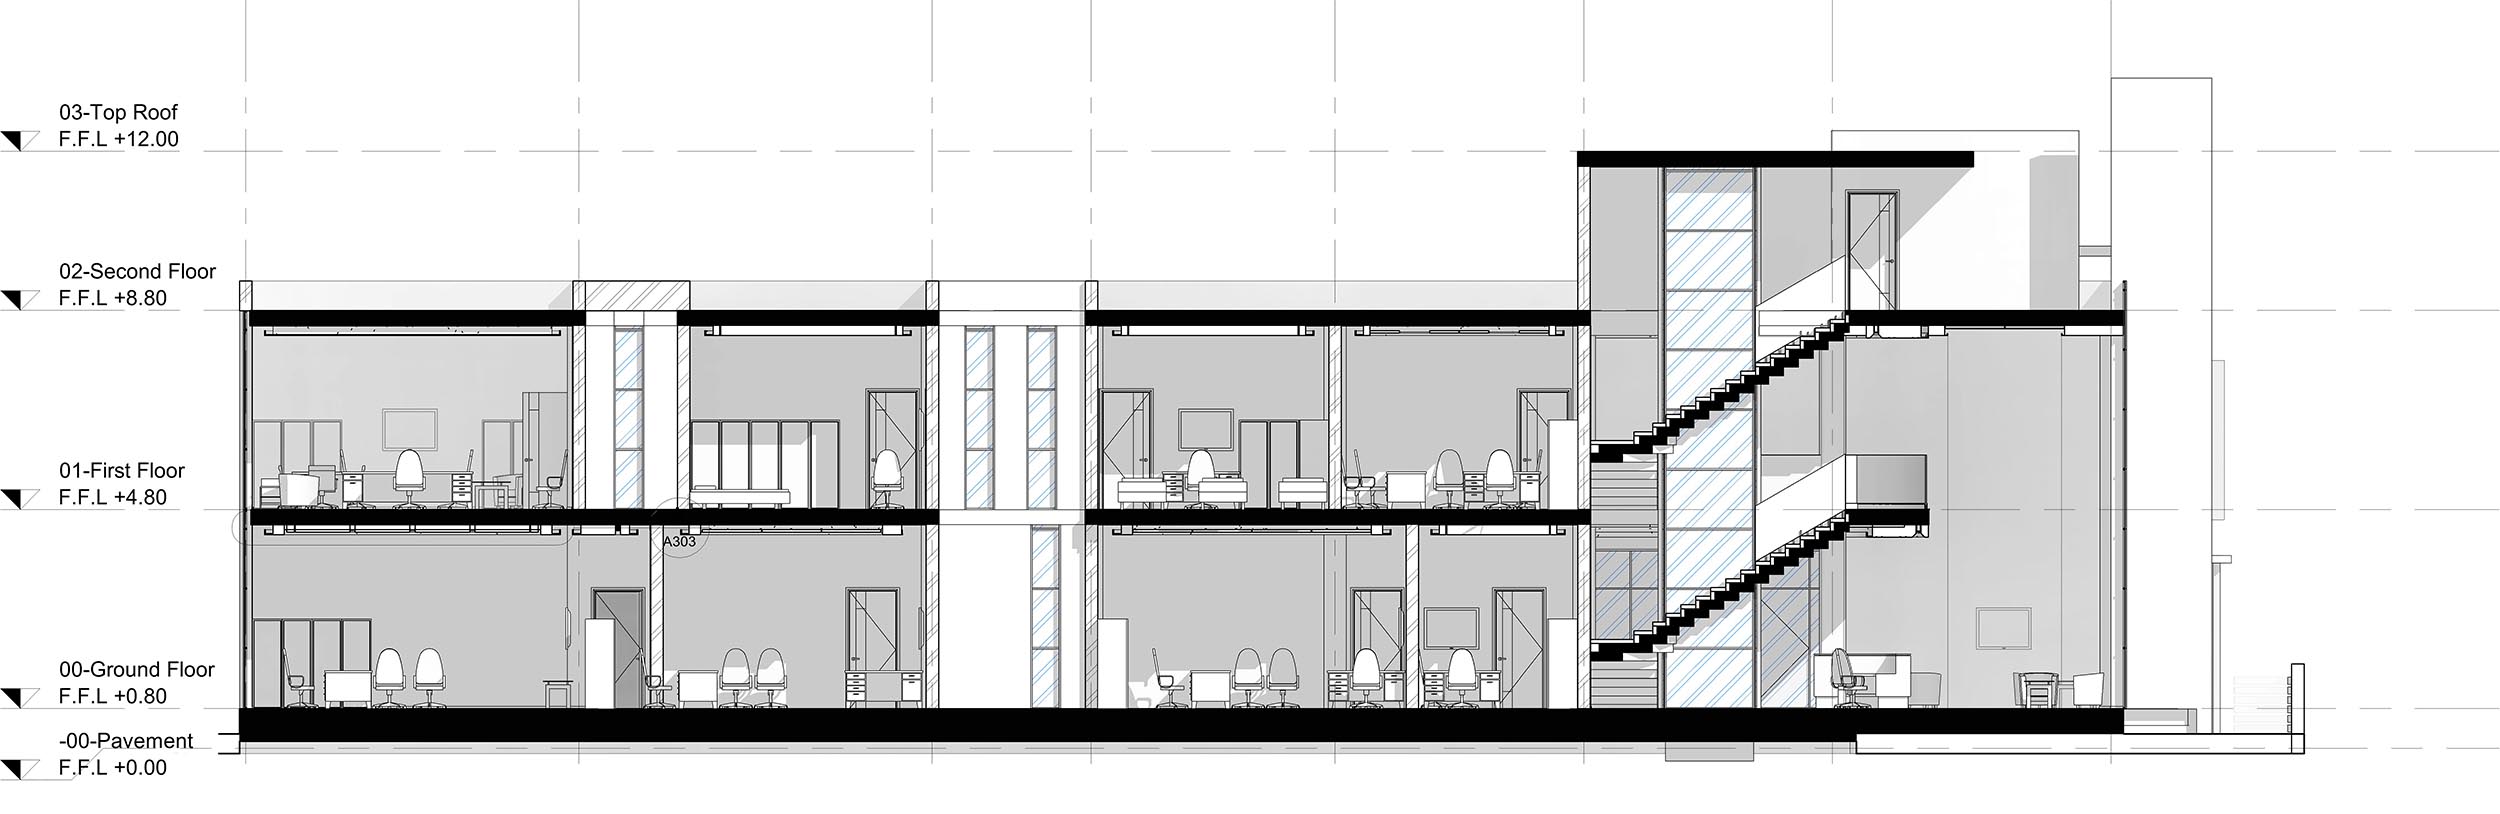 03-Top Roof
F.F.L +12.00
02-Second Floor
F.F.L +8.80
01-First Floor
F.F.L +4.80
A303
00-Ground Floor
F.F.L +0.80
-00-Pavement
F.F.L +0.00